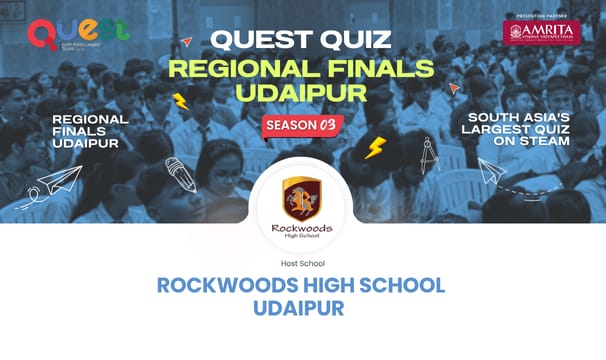 Quest
South Asia's Largest
TEAM Quiz
PRESENTING PARTNER
AMRITA
VISHWA VIDYAPEETHAM
QUEST QUIZ
REGIONAL FINALS
UDAIPUR
SEASON 03
REGIONAL
FINALS
UDAIPUR
SOUTH ASIA'S
LARGEST QUIZ
ON STEAM
R
Rockwoods
High School
Host School
ROCKWOODS HIGH SCHOOL
UDAIPUR